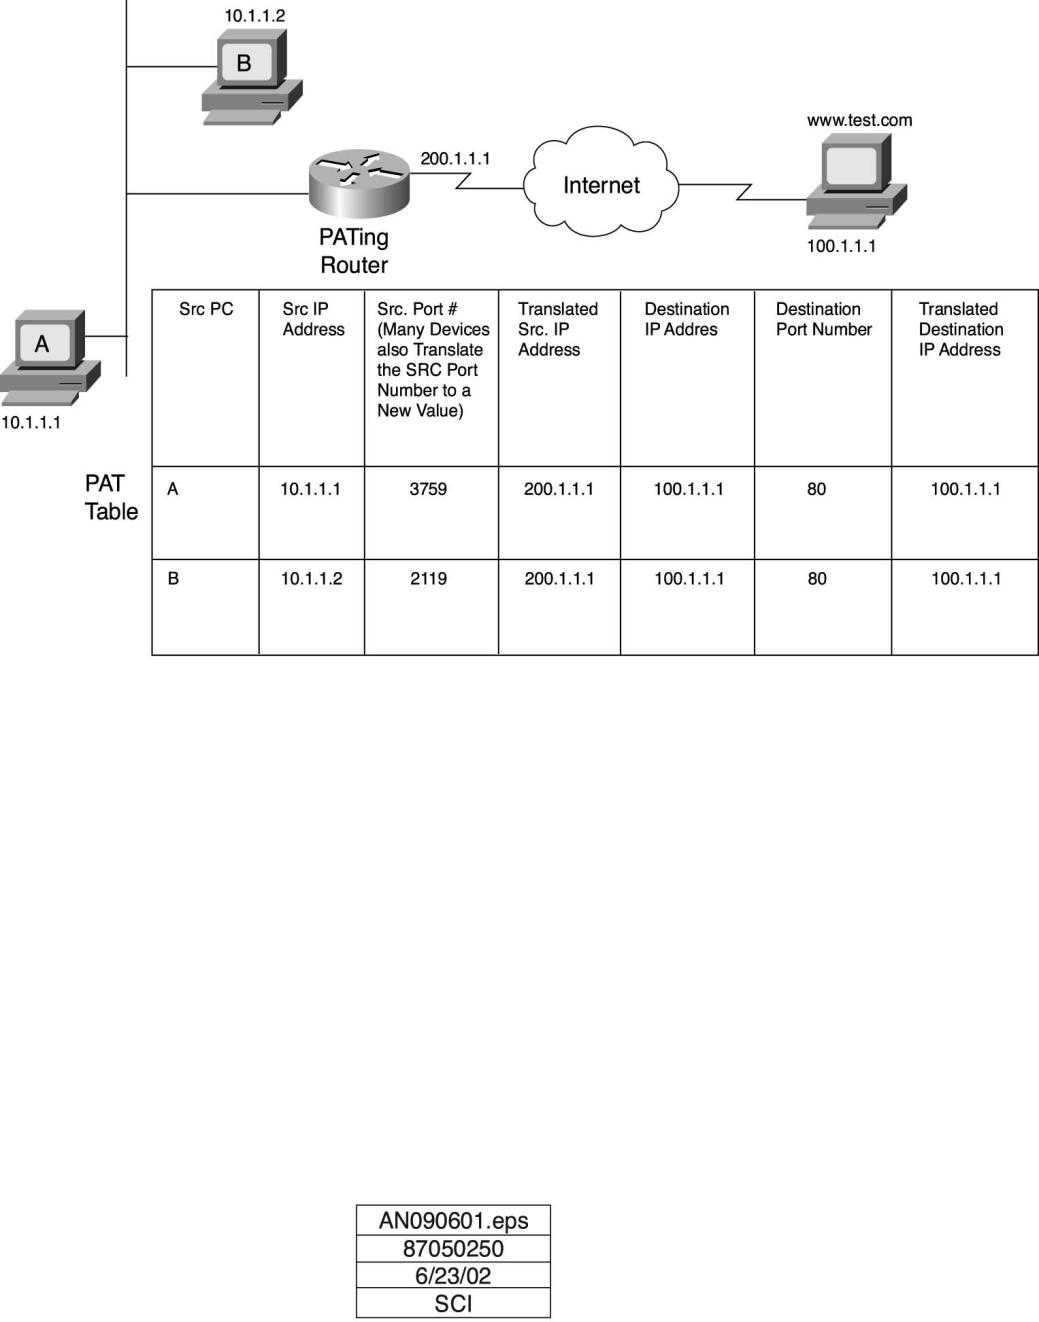 10.1.1.2
B
www.test.com
200.1.1.1
Internet
100.1.1.1
PATing
Router
A
10.1.1.1
Src PC
Src IP
Address
Src. Port #
(Many Devices
also Translate
the SRC Port
Number to a
New Value)
Translated
Src. IP
Address
Destination
IP Addres
Destination
Port Number
Translated
Destination
IP Address
PAT
Table
A 10.1.1.1 3759 200.1.1.1 100.1.1.1 80 100.1.1.1
B 10.1.1.2 2119 200.1.1.1 100.1.1.1 80 100.1.1.1
AN090601.eps
87050250
6/23/02
SCI